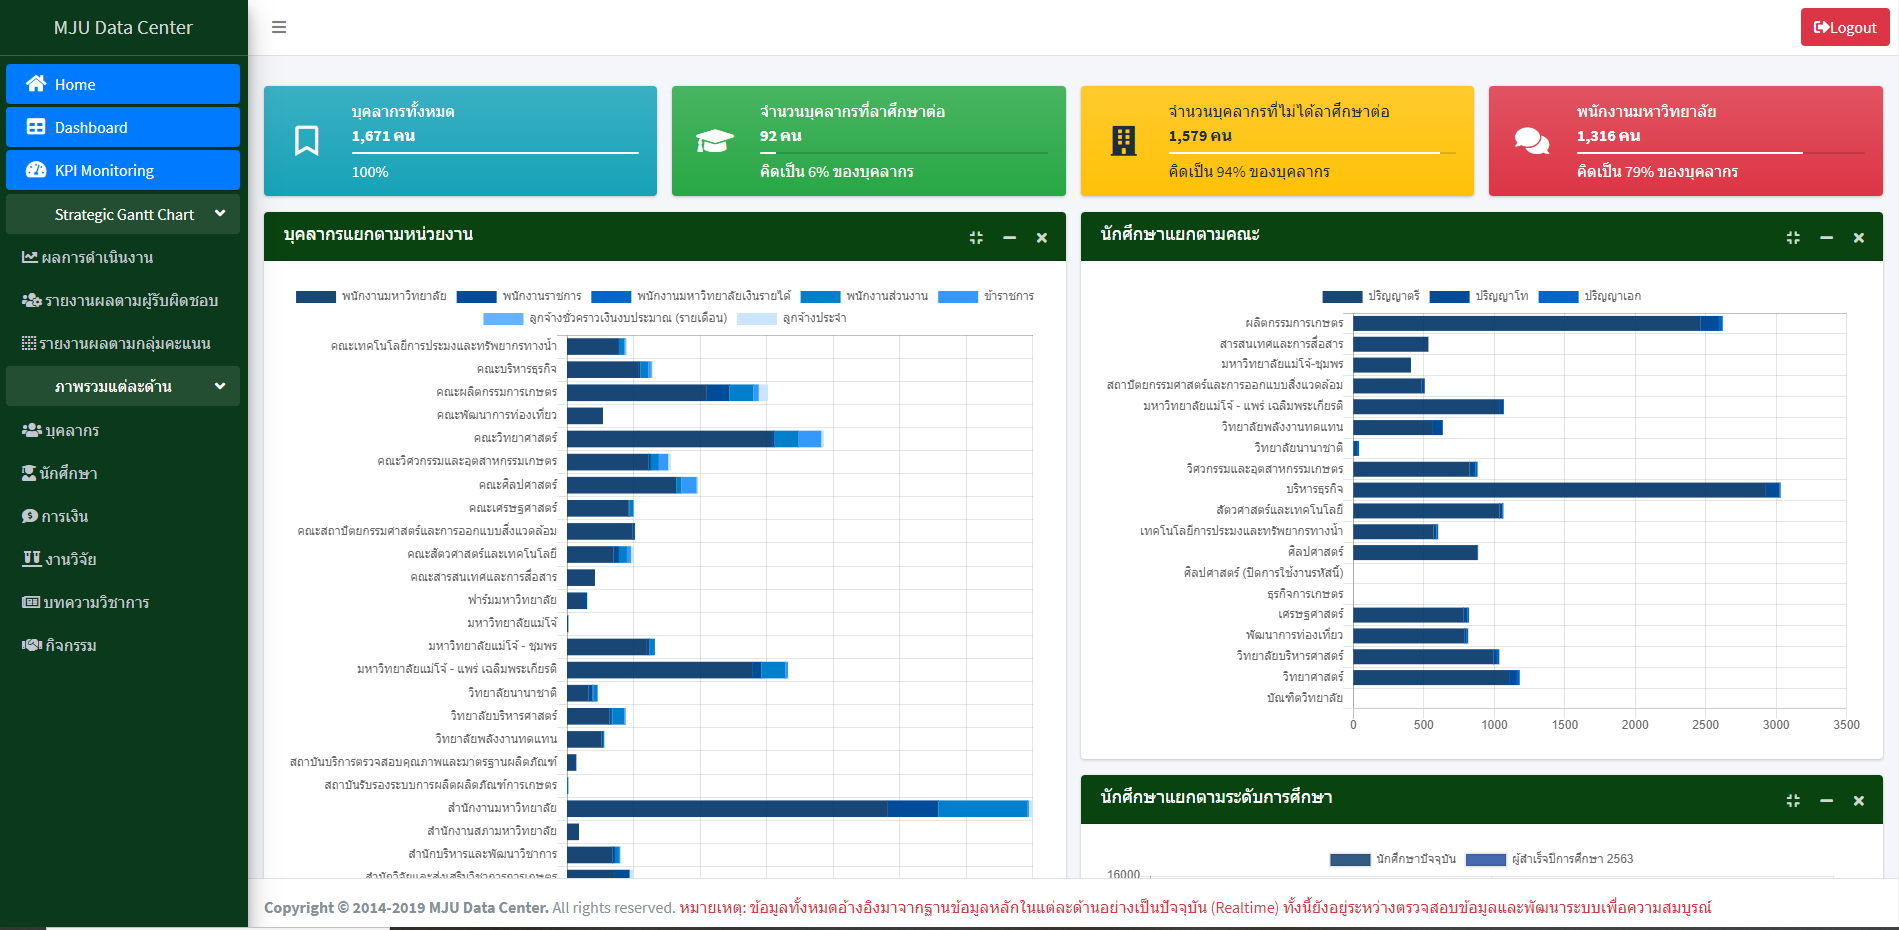 MJU Data Center
Logout
Home
Dashboard
KPI Monitoring
Strategic Gantt Chart
ผลการดำเนินงาน
รายงานผลตามผู้รับผิดชอบ
รายงานผลตามกลุ่มคะแนน
ภาพรวมแต่ละด้าน
บุคลากร
นักศึกษา
การเงิน
งานวิจัย
บทความวิชาการ
กิจกรรม
บุคลากรทั้งหมด
1,671 คน
100%
จำนวนบุคลากรที่ลาศึกษาต่อ
92 คน
คิดเป็น 6% ของบุคลากร
จำนวนบุคลากรที่ไม่ได้ลาศึกษาต่อ
1,579 คน
คิดเป็น 94% ของบุคลากร
พนักงานมหาวิทยาลัย
1,316 คน
คิดเป็น 79% ของบุคลากร
บุคลากรแยกตามหน่วยงาน
พนักงานมหาวิทยาลัย พนักงานราชการ พนักงานมหาวิทยาลัยเงินรายได้ พนักงานส่วนงาน ข้าราชการ
ลูกจ้างชั่วคราวเงินงบประมาณ (รายเดือน) ลูกจ้างประจำ
คณะเทคโนโลยีการประมงและทรัพยากรทางน้ำ
คณะบริหารธุรกิจ
คณะผลิตกรรมการเกษตร
คณะพัฒนาการท่องเที่ยว
คณะวิทยาศาสตร์
คณะวิศวกรรมและอุตสาหกรรมเกษตร
คณะศิลปศาสตร์
คณะเศรษฐศาสตร์
คณะสถาปัตยกรรมศาสตร์และการออกแบบสิ่งแวดล้อม
คณะสัตวศาสตร์และเทคโนโลยี
คณะสารสนเทศและการสื่อสาร
ฟาร์มมหาวิทยาลัย
มหาวิทยาลัยแม่โจ้
มหาวิทยาลัยแม่โจ้ - ชุมพร
มหาวิทยาลัยแม่โจ้ - แพร่ เฉลิมพระเกียรติ
วิทยาลัยนานาชาติ
วิทยาลัยบริหารศาสตร์
วิทยาลัยพลังงานทดแทน
สถาบันบริการตรวจสอบคุณภาพและมาตรฐานผลิตภัณฑ์
สถาบันรับรองระบบการผลิตผลิตภัณฑ์การเกษตร
สำนักงานมหาวิทยาลัย
สำนักงานสภามหาวิทยาลัย
สำนักบริหารและพัฒนาวิชาการ
สำนักวิจัยและส่งเสริมวิชาการการเกษตร
นักศึกษาแยกตามคณะ
ปริญญาตรี ปริญญาโท ปริญญาเอก
ผลิตกรรมการเกษตร
สารสนเทศและการสื่อสาร
มหาวิทยาลัยแม่โจ้-ชุมพร
สถาปัตยกรรมศาสตร์และการออกแบบสิ่งแวดล้อม
มหาวิทยาลัยแม่โจ้ - แพร่ เฉลิมพระเกียรติ
วิทยาลัยพลังงานทดแทน
วิทยาลัยนานาชาติ
วิศวกรรมและอุตสาหกรรมเกษตร
บริหารธุรกิจ
สัตวศาสตร์และเทคโนโลยี
เทคโนโลยีการประมงและทรัพยากรทางน้ำ
ศิลปศาสตร์
ศิลปศาสตร์ (ปิดการใช้งานรหัสนี้)
ธุรกิจการเกษตร
เศรษฐศาสตร์
พัฒนาการท่องเที่ยว
วิทยาลัยบริหารศาสตร์
วิทยาศาสตร์
บัณฑิตวิทยาลัย
0 500 1000 1500 2000 2500 3000 3500
นักศึกษาแยกตามระดับการศึกษา
นักศึกษาปัจจุบัน ผู้สำเร็จปีการศึกษา 2563
16000
Copyright © 2014-2019 MJU Data Center. All rights reserved. หมายเหตุ: ข้อมูลทั้งหมดอ้างอิงมาจากฐานข้อมูลหลักในแต่ละด้านอย่างเป็นปัจจุบัน (Realtime) ทั้งนี้ยังอยู่ระหว่างตรวจสอบข้อมูลและพัฒนาระบบเพื่อความสมบูรณ์